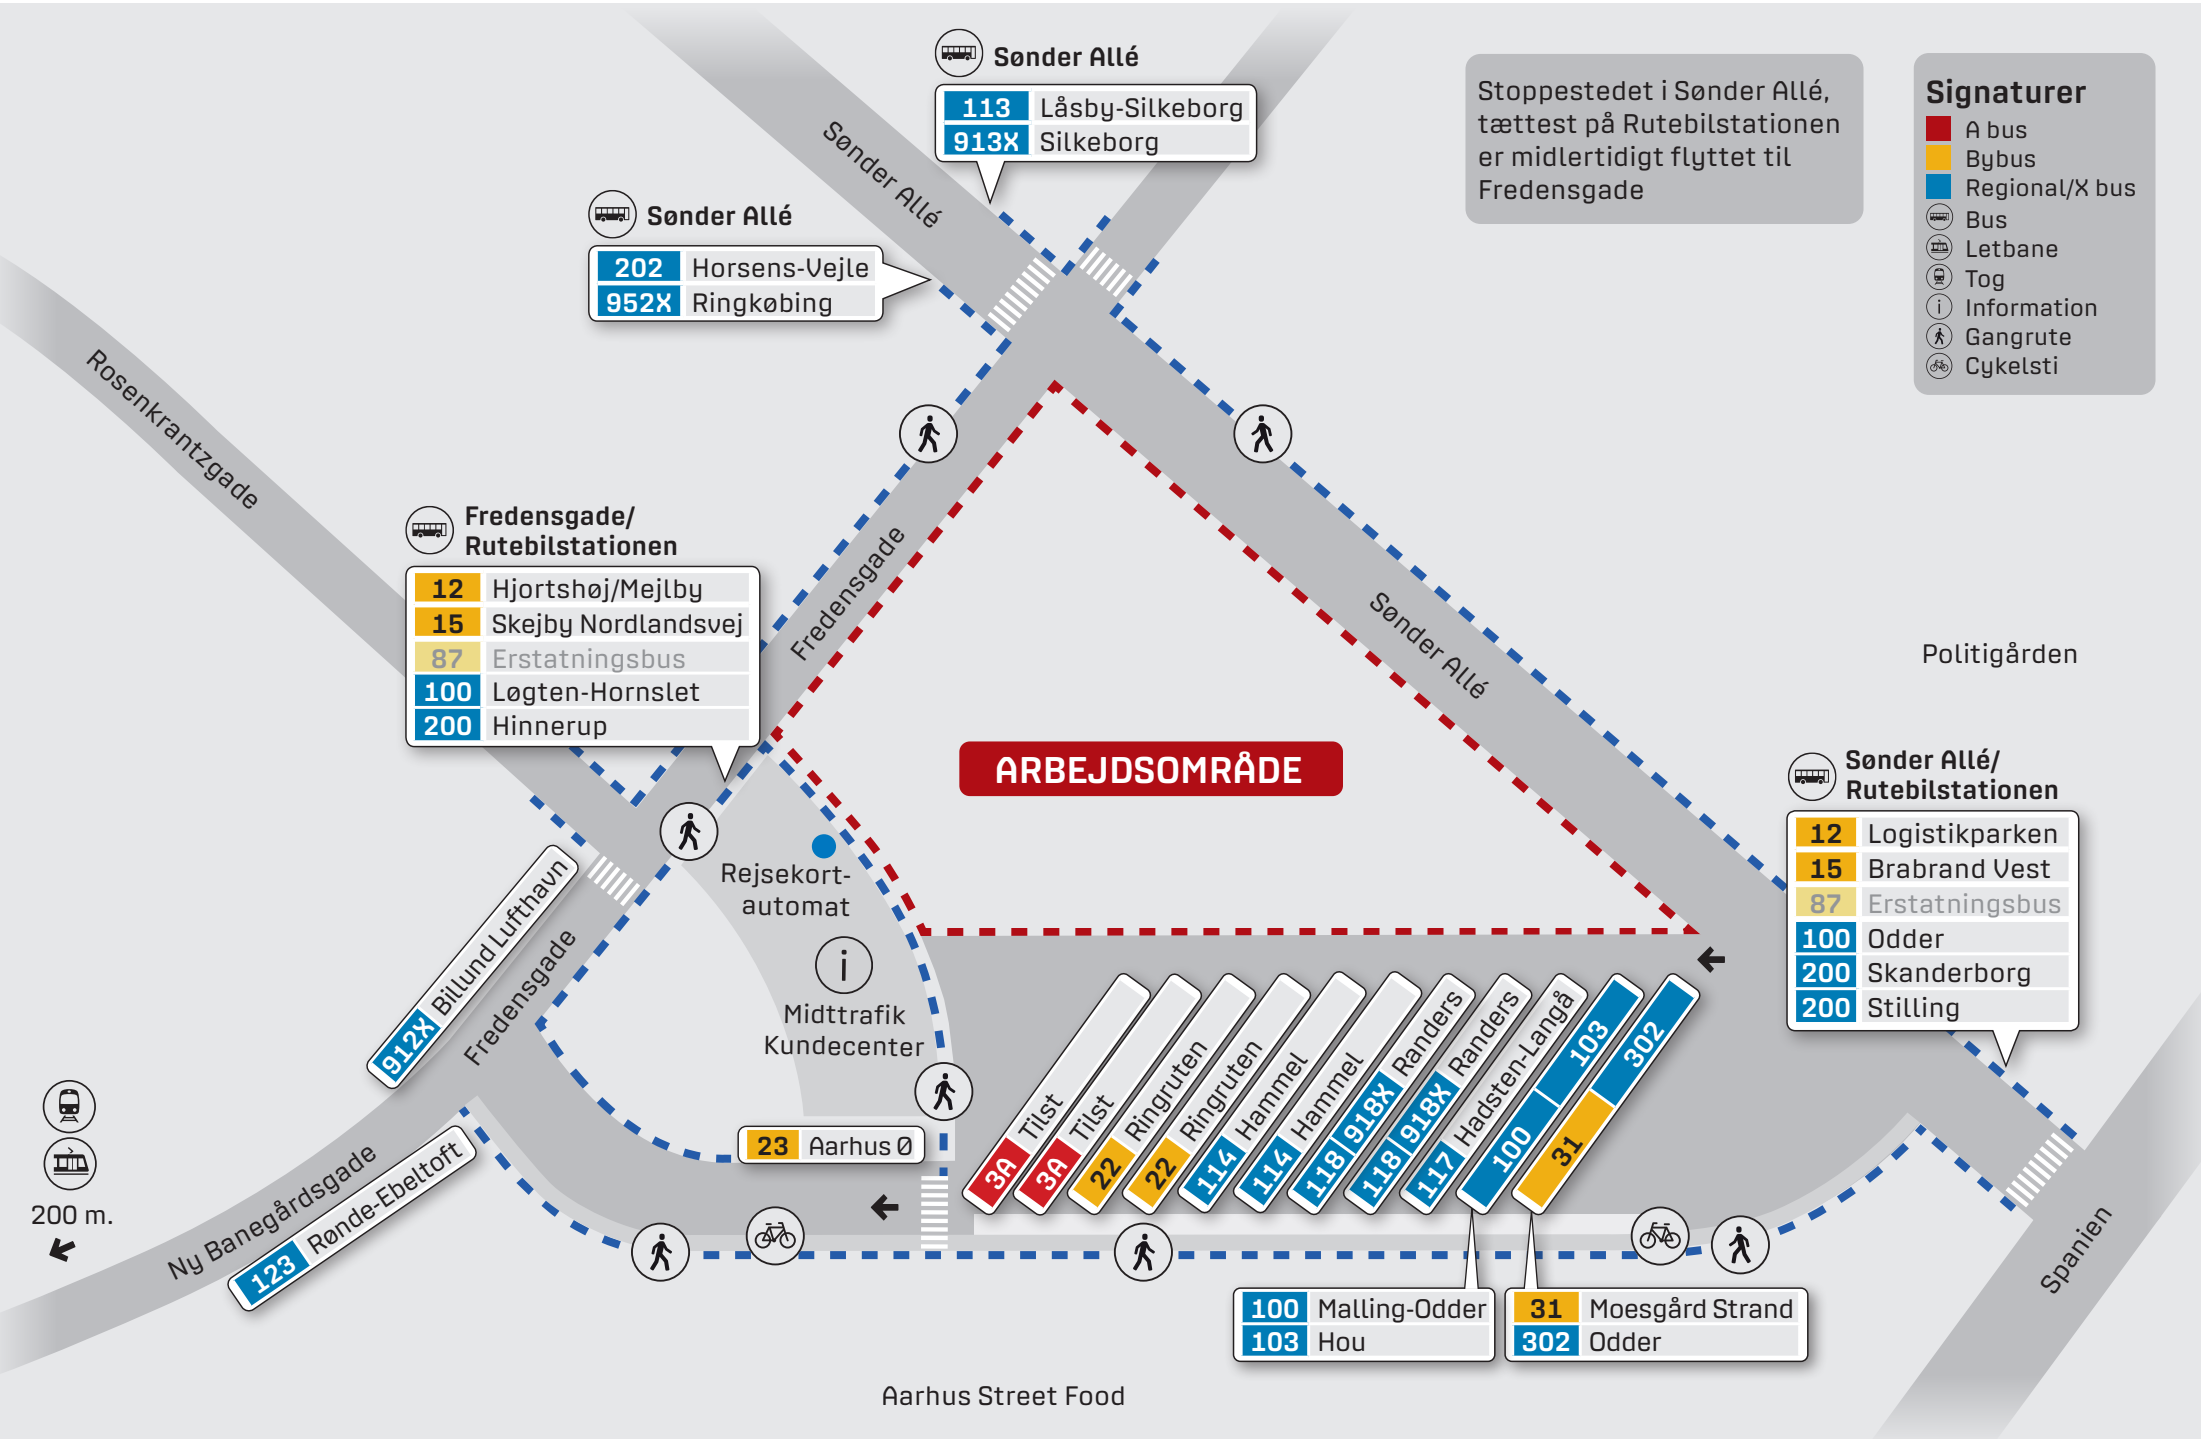 Sønder Allé
113 Låsby-Silkeborg
913X Silkeborg
Stoppestedet i Sønder Allé,
tættest på Rutebilstationen
er midlertidigt flyttet til
Fredensgade
Signaturer
A bus
Bybus
Regional/X bus
Bus
Letbane
Tog
Information
Gangrute
Cykelsti
Sønder Allé
Sønder Allé
202 Horsens-Vejle
952X Ringkøbing
Rosenkrantzgade
Fredensgade/
Rutebilstationen
12 Hjortshøj/Mejlby
15 Skejby Nordlandsvej
87 Erstatningsbus
100 Løgten-Hornslet
200 Hinnerup
Fredensgade
Sønder Allé
Politigården
ARBEJDSOMRÅDE
Sønder Allé/
Rutebilstationen
12 Logistikparken
15 Brabrand Vest
87 Erstatningsbus
100 Odder
200 Skanderborg
200 Stilling
Rejsekort-
automat
i
Midttrafik
Kundecenter
912X Billund Lufthavn
Fredensgade
23 Aarhus Ø
3A Tilst
3A Tilst
22 Ringruten
22 Ringruten
114 Hammel
114 Hammel
118 918X Randers
118 918X Randers
117 Hadsten-Langå
100 103
31 302
200 m.
Ny Banegårdsgade
123 Rønde-Ebeltoft
Spanien
100 Malling-Odder
103 Hou
31 Moesgård Strand
302 Odder
Aarhus Street Food